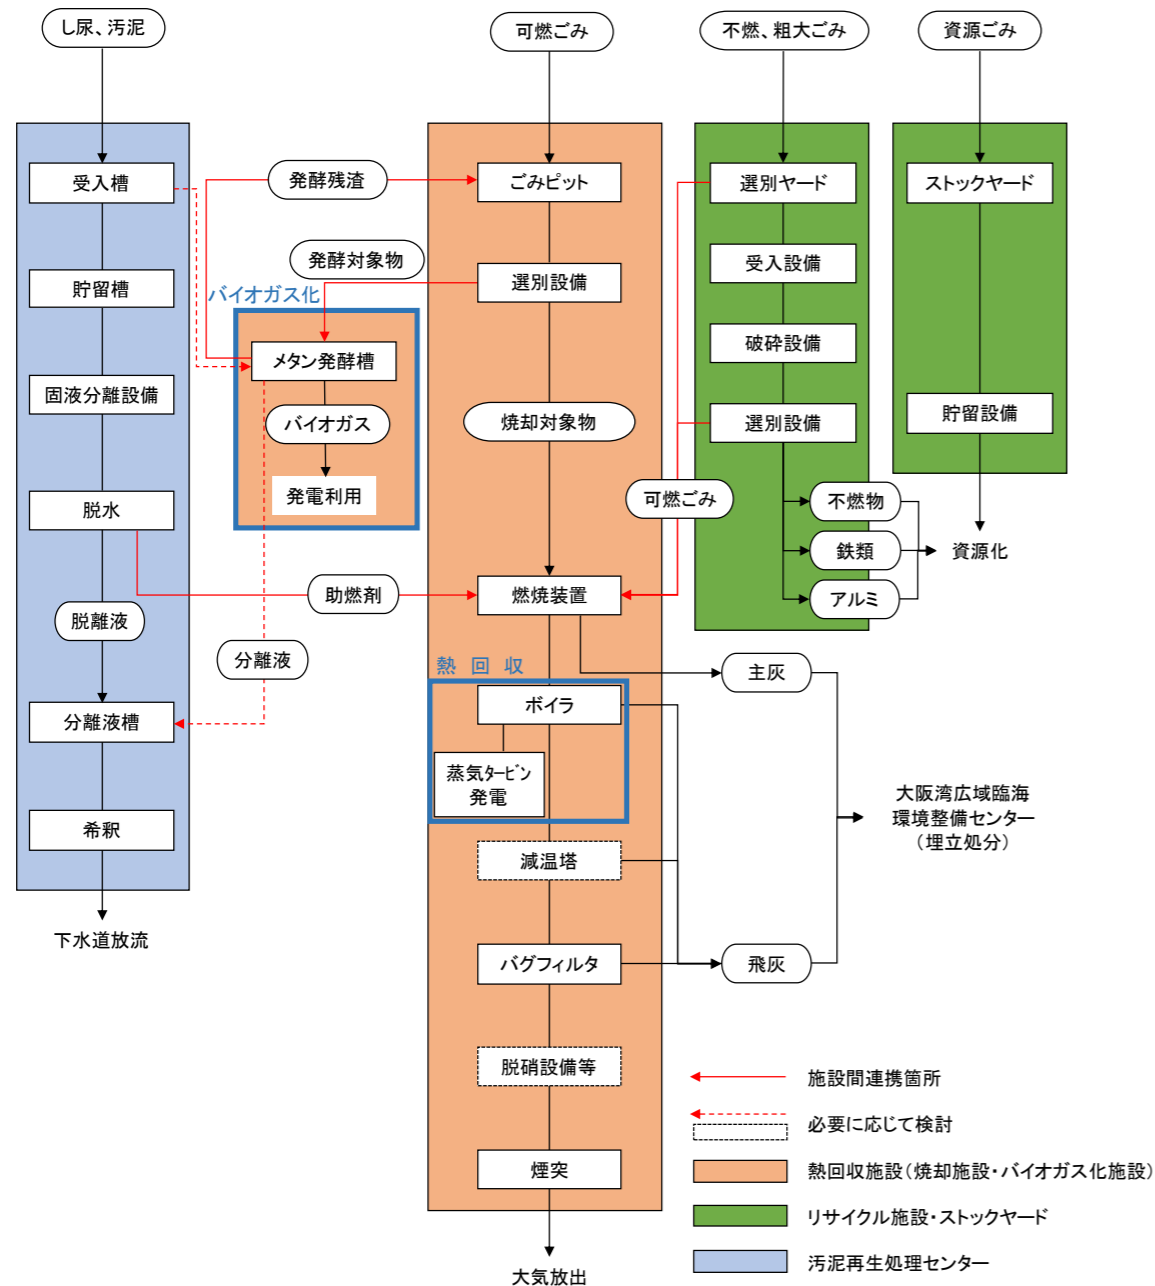 し尿、汚泥
可燃ごみ
不燃、粗大ごみ
資源ごみ
受入槽
発酵残渣
ごみピット
選別ヤード
ストックヤード
発酵対象物
貯留槽
選別設備
受入設備
バイオガス化
メタン発酵槽
破砕設備
固液分離設備
バイオガス
焼却対象物
選別設備
貯留設備
発電利用
可燃ごみ
不燃物
脱水
鉄類
資源化
助燃剤
燃焼装置
アルミ
脱離液
分離液
熱 回 収
主灰
分離液槽
ボイラ
蒸気タービン
発電
大阪湾広域臨海
環境整備センター
(埋立処分)
希釈
減温塔
下水道放流
バグフィルタ
飛灰
脱硝設備等
施設間連携箇所
必要に応じて検討
煙突
熱回収施設(焼却施設・バイオガス化施設)
リサイクル施設・ストックヤード
汚泥再生処理センター
大気放出